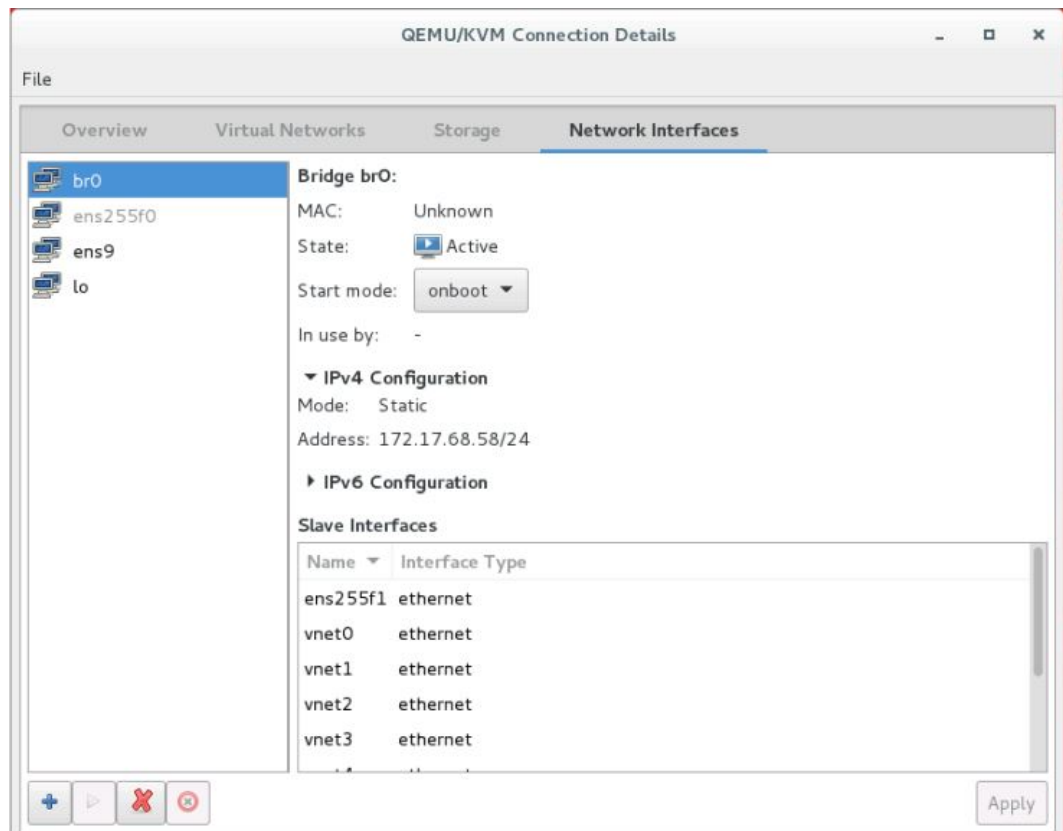 QEMU/KVM Connection Details
File
Overview Virtual Networks Storage Network Interfaces
br0
ens255f0
ens9
lo
Bridge br0:
MAC: Unknown
State: Active
Start mode: onboot
In use by: -
IPv4 Configuration
Mode: Static
Address: 172.17.68.58/24
IPv6 Configuration
Slave Interfaces
Name Interface Type
ens255f1 ethernet
vnet0 ethernet
vnet1 ethernet
vnet2 ethernet
vnet3 ethernet
Apply